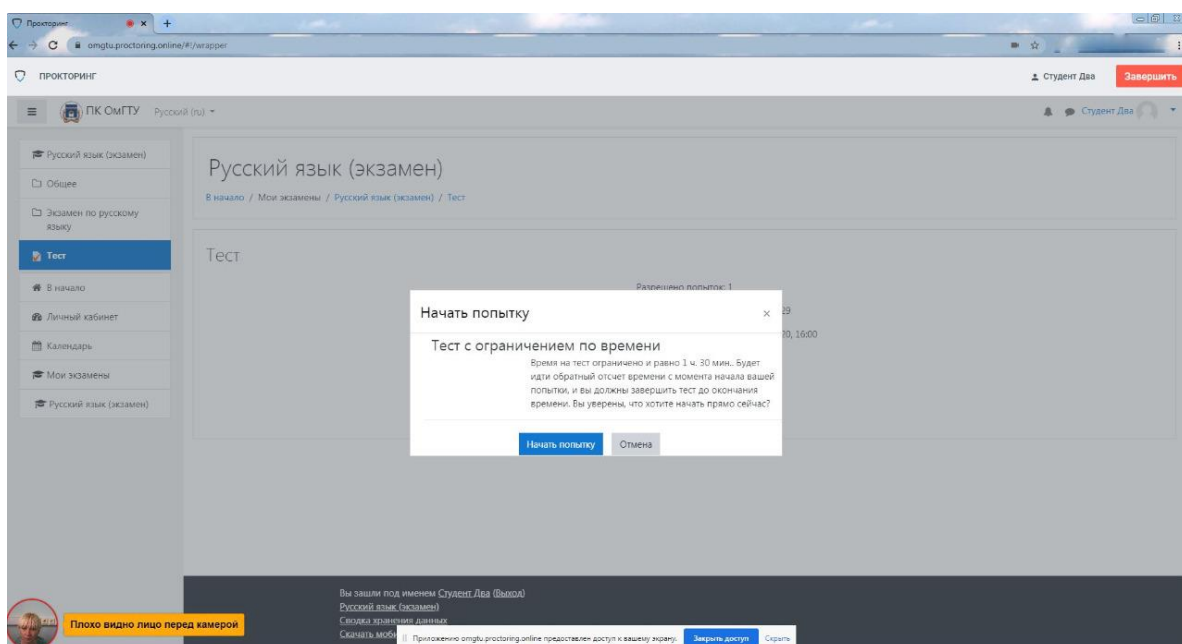 Прокторинг
omgtu.proctoring.online/#!/wrapper
ПРОКТОРИНГ
Студент Два
Завершить
ПК ОмГТУ
Русский (ru)
Студент Два
Русский язык (экзамен)
Общее
Экзамен по русскому
языку
Тест
В начало
Личный кабинет
Календарь
Мои экзамены
Русский язык (экзамен)
Русский язык (экзамен)
В начало / Мои экзамены / Русский язык (экзамен) / Тест
Тест
Разрешено попыток: 1
29
20, 16:00
Начать попытку
Тест с ограничением по времени
Время на тест ограничено и равно 1 ч. 30 мин.. Будет
идти обратный отсчет времени с момента начала вашей
попытки, и вы должны завершить тест до окончания
времени. Вы уверены, что хотите начать прямо сейчас?
Начать попытку
Отмена
Вы зашли под именем Студент Два (Выход)
Русский язык (экзамен)
Сводка хранения данных
Скачать моби
Плохо видно лицо перед камерой
Приложению omgtu.proctoring.online предоставлен доступ к вашему экрану.
Закрыть доступ
Скрыть